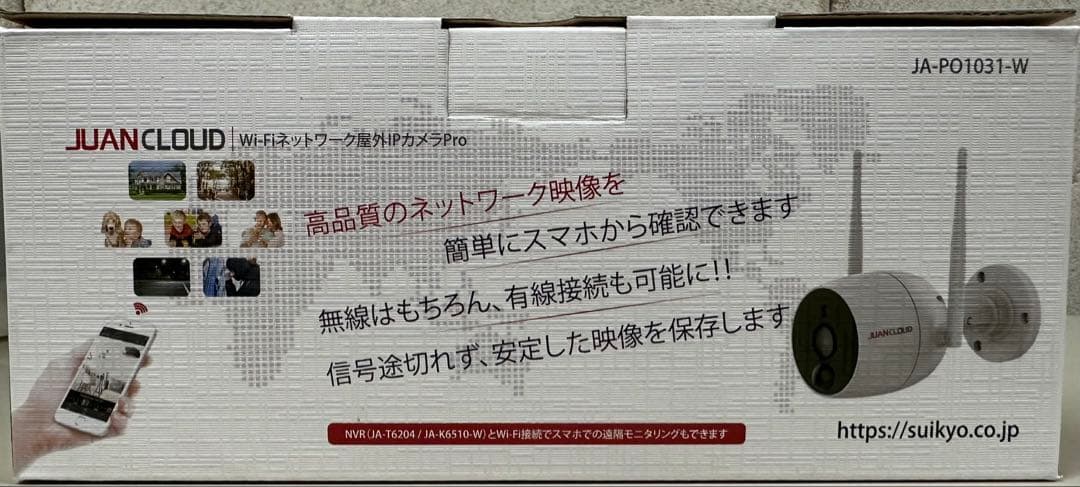 JA-PO1031-W
JUAN CLOUD Wi-Fiネットワーク屋外IPカメラPro
高品質のネットワーク映像を
簡単にスマホから確認できます
無線はもちろん、有線接続も可能に!!
信号途切れず、安定した映像を保存します
JUANCLOUD
NVR(JA-T6204 / JA-K6510-W)とWi-Fi接続でスマホでの遠隔モニタリングもできます
https://suikyo.co.jp